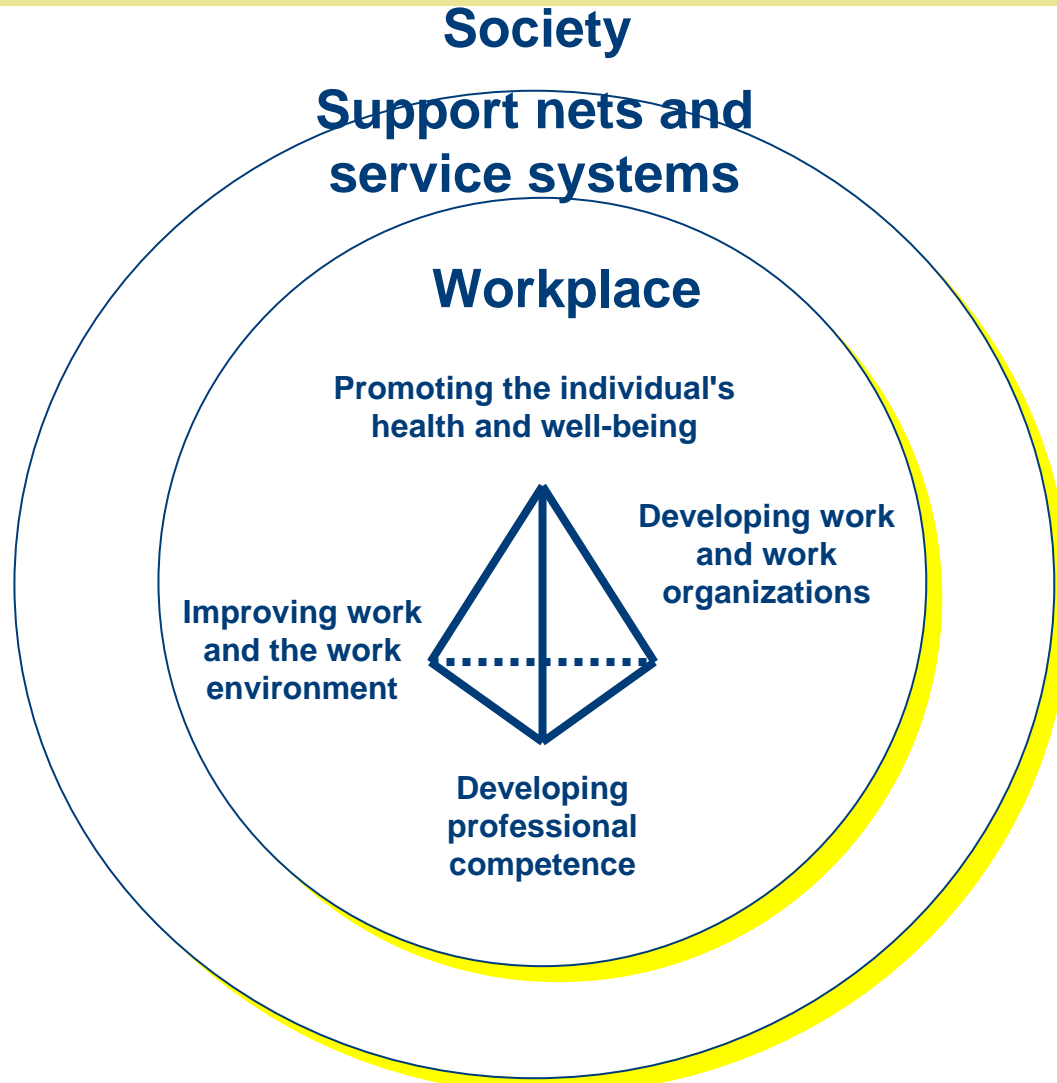 Society
Support nets and
service systems
Workplace
Promoting the individual's
health and well-being
Developing work
and work
organizations
Improving work
and the work
environment
Developing
professional
competence